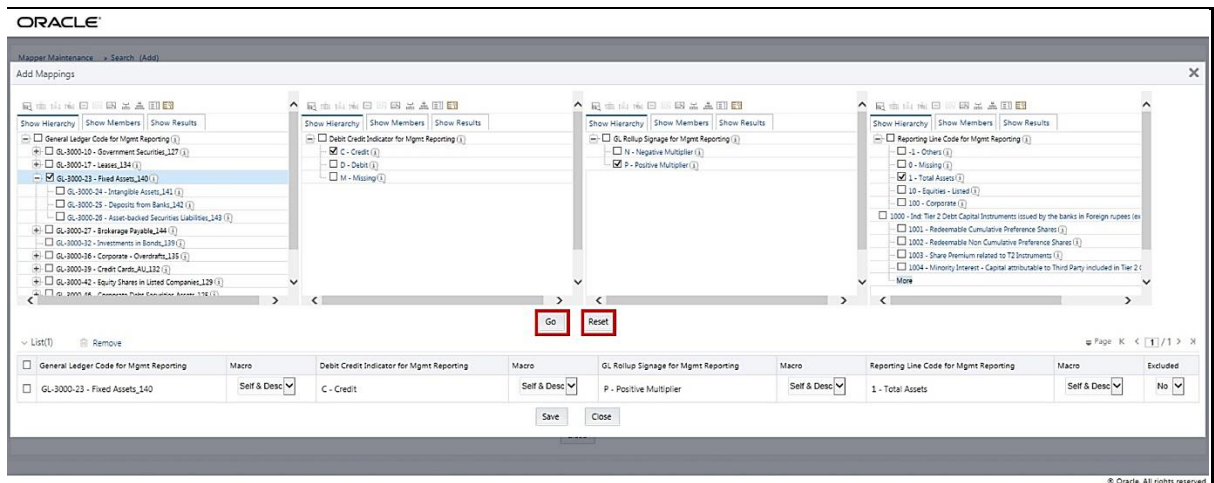 ORACLE
Mapper Maintenance » Search (Add)
Add Mappings
Show Hierarchy Show Members Show Results
General Ledger Code for Mgmt Reporting
GL-3000-10 - Government Securities_127
GL-3000-17 - Leases_134
GL-3000-23 - Fixed Assets_140
GL-3000-24 - Intangible Assets_141
GL-3000-25 - Deposits from Banks_142
GL-3000-26 - Asset-backed Securities Liabilities_143
GL-3000-27 - Brokerage Payable_144
GL-3000-32 - Investments in Bonds_139
GL-3000-36 - Corporate - Overdrafts_135
GL-3000-39 - Credit Cards_AU_132
GL-3000-42 - Equity Shares in Listed Companies_129
GL-3000-46 - Corporate Debt Securities Assets_125
Show Hierarchy Show Members Show Results
Debit Credit Indicator for Mgmt Reporting
C - Credit
D - Debit
M - Missing
Show Hierarchy Show Members Show Results
GL Rollup Signage for Mgmt Reporting
N - Negative Multiplier
P - Positive Multiplier
Show Hierarchy Show Members Show Results
Reporting Line Code for Mgmt Reporting
-1 - Others
0 - Missing
1 - Total Assets
10 - Equities - Listed
100 - Corporate
1000 - Ind: Tier 2 Debt Capital Instruments issued by the banks in Foreign rupees (ex
1001 - Redeemable Cumulative Preference Shares
1002 - Redeemable Non Cumulative Preference Shares
1003 - Share Premium related to T2 Instruments
1004 - Minority Interest - Capital attributable to Third Party included in Tier 2 (
More
Go Reset
List(1) Remove Page 1 / 1
General Ledger Code for Mgmt Reporting Macro Debit Credit Indicator for Mgmt Reporting Macro GL Rollup Signage for Mgmt Reporting Macro Reporting Line Code for Mgmt Reporting Macro Excluded
GL-3000-23 - Fixed Assets_140 Self & Desc C - Credit Self & Desc P - Positive Multiplier Self & Desc 1 - Total Assets Self & Desc No
Save Close
© Oracle. All rights reserved